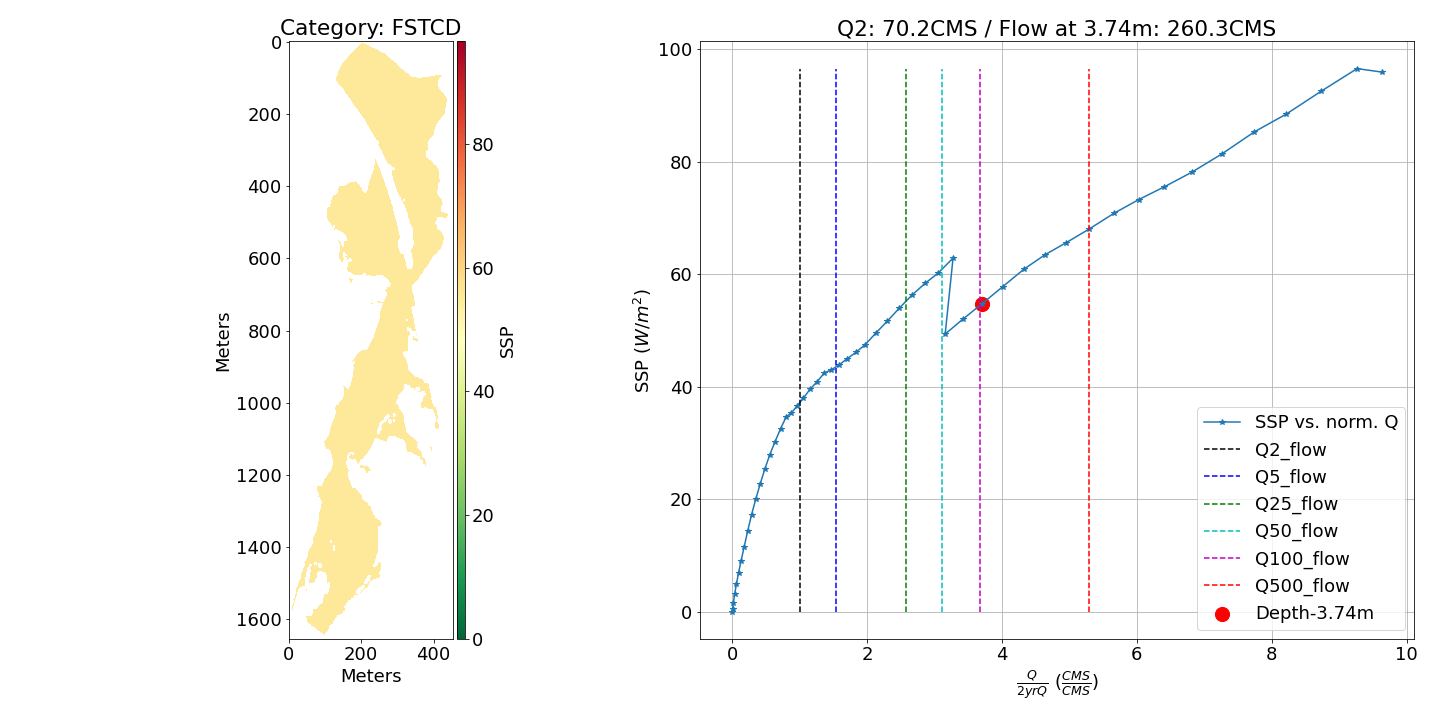 Category: FSTCD
0
200
400
600
800
1000
1200
1400
1600
Meters
0
200
400
Meters
80
60
40
20
0
SSP
Q2: 70.2CMS / Flow at 3.74m: 260.3CMS
100
80
60
40
20
0
SSP (W/m²)
0
2
4
6
8
10
Q/2yrQ (CMS/CMS)
SSP vs. norm. Q
Q2_flow
Q5_flow
Q25_flow
Q50_flow
Q100_flow
Q500_flow
Depth-3.74m